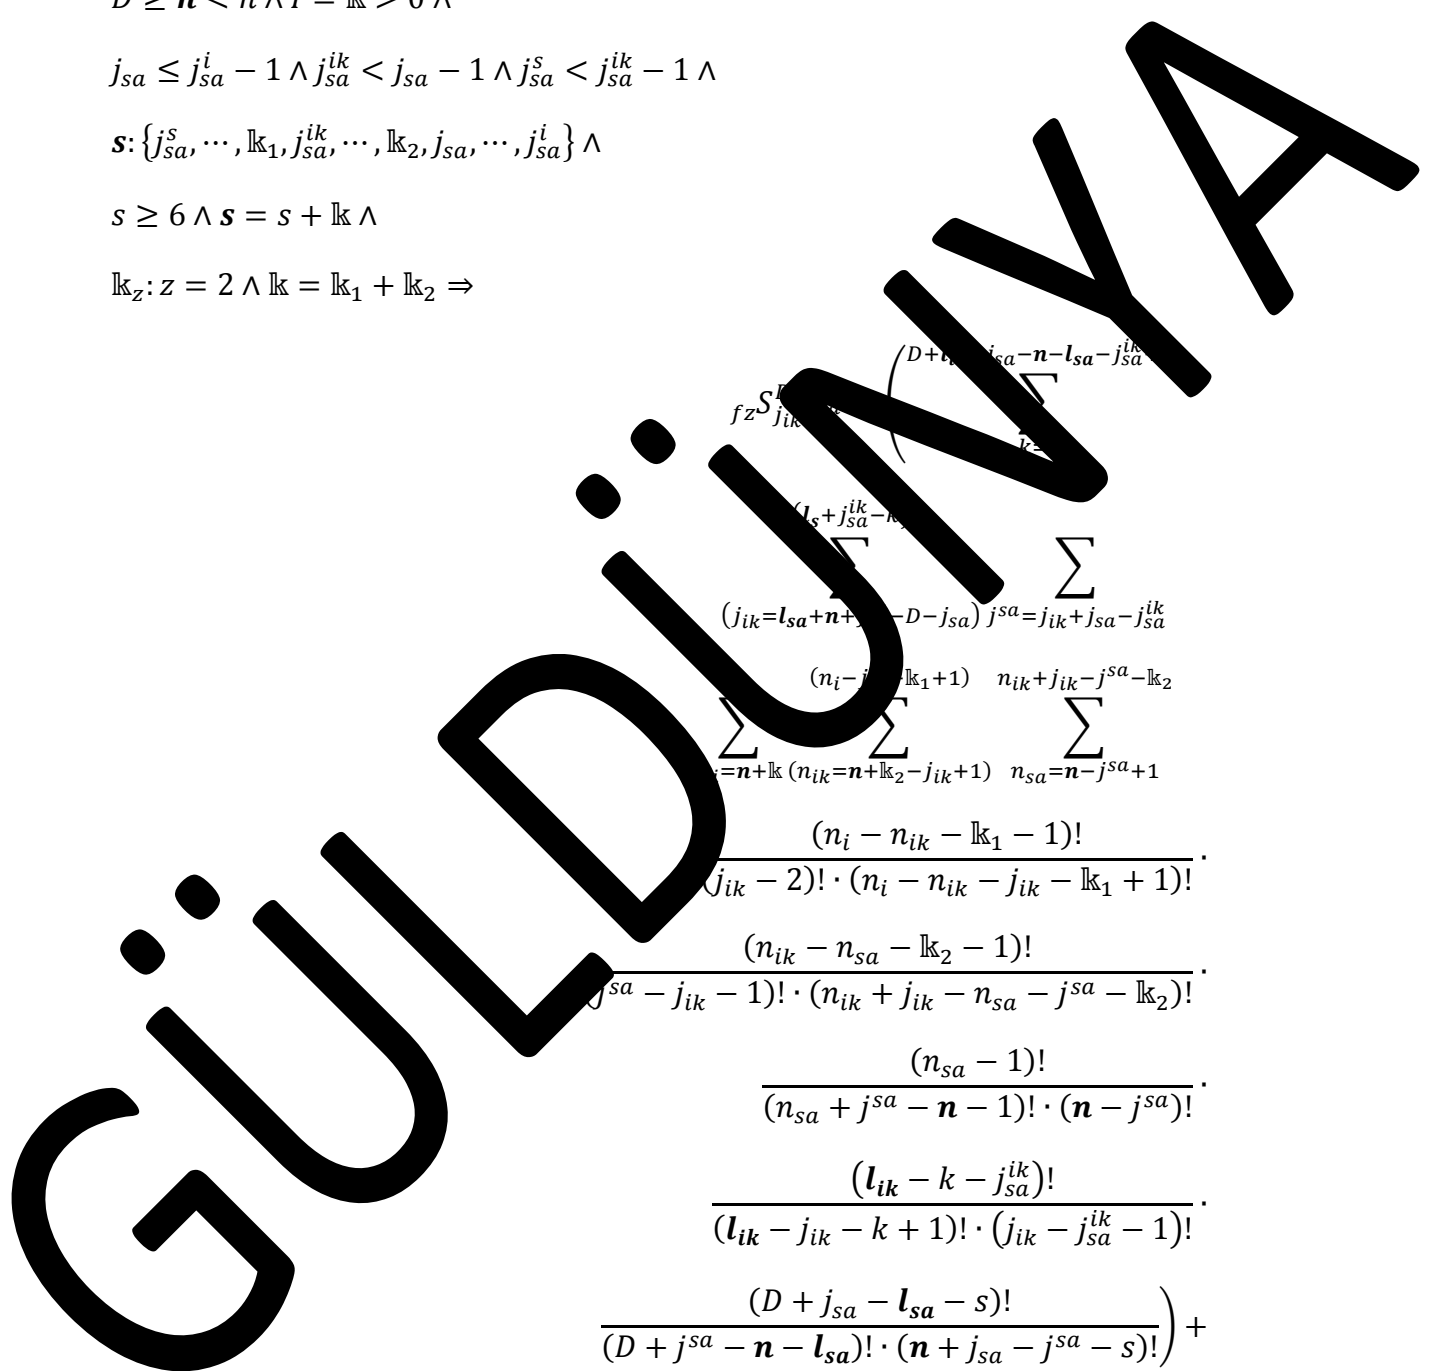 j_{sa} ≤ j_{sa}^{i} − 1 ∧ j_{sa}^{ik} < j_{sa} − 1 ∧ j_{sa}^{s} < j_{sa}^{ik} − 1 ∧
s: {j_{sa}^{s}, ⋯, 𝕜_1, j_{sa}^{ik}, ⋯, 𝕜_2, j_{sa}, ⋯, j_{sa}^{i}} ∧
s ≥ 6 ∧ s = s + 𝕜 ∧
𝕜_z: z = 2 ∧ 𝕜 = 𝕜_1 + 𝕜_2 ⇒
GÜLDÜNYA
_{fz}S ( ∑
∑ ∑
j^{sa}=j_{ik}+j_{sa}−j_{sa}^{ik}
n_{ik}+j_{ik}−j^{sa}−𝕜_2
∑ ∑ ∑
(n_{ik}=n+𝕜_2−j_{ik}+1) n_{sa}=n−j^{sa}+1
(n_i − n_{ik} − 𝕜_1 − 1)!
(j_{ik} − 2)! · (n_i − n_{ik} − j_{ik} − 𝕜_1 + 1)! ·
(n_{ik} − n_{sa} − 𝕜_2 − 1)!
(j^{sa} − j_{ik} − 1)! · (n_{ik} + j_{ik} − n_{sa} − j^{sa} − 𝕜_2)! ·
(n_{sa} − 1)!
(n_{sa} + j^{sa} − n − 1)! · (n − j^{sa})! ·
(l_{ik} − k − j_{sa}^{ik})!
(l_{ik} − j_{ik} − k + 1)! · (j_{ik} − j_{sa}^{ik} − 1)! ·
(D + j_{sa} − l_{sa} − s)!
(D + j^{sa} − n − l_{sa})! · (n + j_{sa} − j^{sa} − s)! ) +